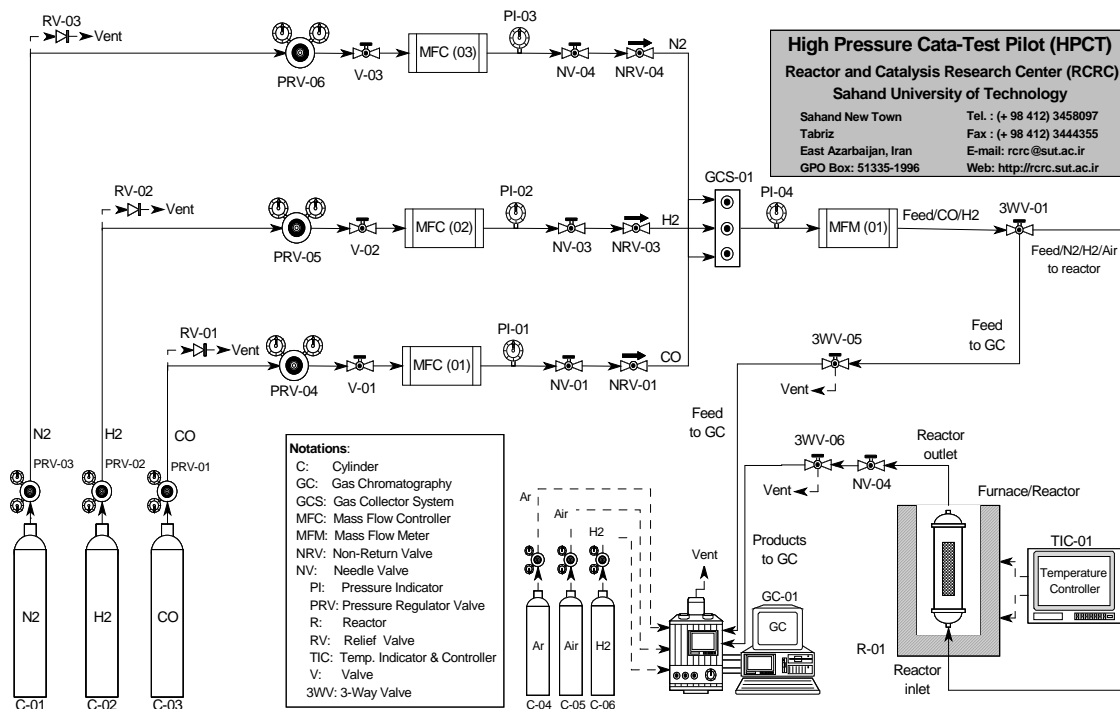 RV-03
Vent
PRV-06
V-03
MFC (03)
PI-03
NV-04
NRV-04
N2
High Pressure Cata-Test Pilot (HPCT)
Reactor and Catalysis Research Center (RCRC)
Sahand University of Technology
Sahand New Town
Tel. : (+ 98 412) 3458097
Tabriz
Fax : (+ 98 412) 3444355
East Azarbaijan, Iran
E-mail: rcrc@sut.ac.ir
GPO Box: 51335-1996
Web: http://rcrc.sut.ac.ir
RV-02
Vent
PRV-05
V-02
MFC (02)
PI-02
NV-03
NRV-03
H2
GCS-01
PI-04
MFM (01)
Feed/CO/H2
3WV-01
Feed/N2/H2/Air
to reactor
RV-01
Vent
PRV-04
V-01
MFC (01)
PI-01
NV-01
NRV-01
CO
3WV-05
Vent
Feed
to GC
Feed
to GC
N2
H2
CO
PRV-03
PRV-02
PRV-01
N2
H2
CO
C-01
C-02
C-03
Notations:
C: Cylinder
GC: Gas Chromatography
GCS: Gas Collector System
MFC: Mass Flow Controller
MFM: Mass Flow Meter
NRV: Non-Return Valve
NV: Needle Valve
PI: Pressure Indicator
PRV: Pressure Regulator Valve
R: Reactor
RV: Relief Valve
TIC: Temp. Indicator & Controller
V: Valve
3WV: 3-Way Valve
Ar
Air
H2
Ar
Air
H2
C-04
C-05
C-06
Vent
3WV-06
Vent
NV-04
Reactor
outlet
Products
to GC
GC-01
GC
Furnace/Reactor
TIC-01
Temperature
Controller
R-01
Reactor
inlet